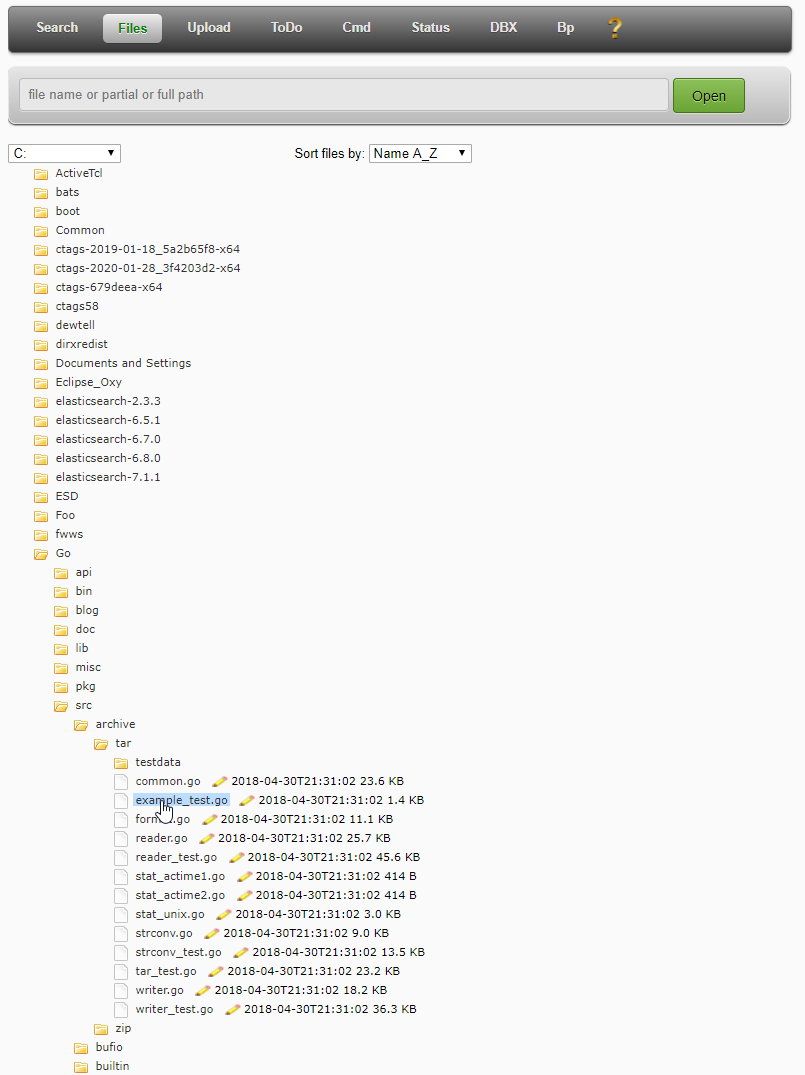 Search Files Upload ToDo Cmd Status DBX Bp ?
file name or partial or full path Open
C: Sort files by: Name A_Z
ActiveTcl
bats
boot
Common
ctags-2019-01-18_5a2b65f8-x64
ctags-2020-01-28_3f4203d2-x64
ctags-679deea-x64
ctags58
dewtell
dirxredist
Documents and Settings
Eclipse_Oxy
elasticsearch-2.3.3
elasticsearch-6.5.1
elasticsearch-6.7.0
elasticsearch-6.8.0
elasticsearch-7.1.1
ESD
Foo
fwws
Go
api
bin
blog
doc
lib
misc
pkg
src
archive
tar
testdata
common.go 2018-04-30T21:31:02 23.6 KB
example_test.go 2018-04-30T21:31:02 1.4 KB
2018-04-30T21:31:02 11.1 KB
reader.go 2018-04-30T21:31:02 25.7 KB
reader_test.go 2018-04-30T21:31:02 45.6 KB
stat_actime1.go 2018-04-30T21:31:02 414 B
stat_actime2.go 2018-04-30T21:31:02 414 B
stat_unix.go 2018-04-30T21:31:02 3.0 KB
strconv.go 2018-04-30T21:31:02 9.0 KB
strconv_test.go 2018-04-30T21:31:02 13.5 KB
tar_test.go 2018-04-30T21:31:02 23.2 KB
writer.go 2018-04-30T21:31:02 18.2 KB
writer_test.go 2018-04-30T21:31:02 36.3 KB
zip
bufio
builtin